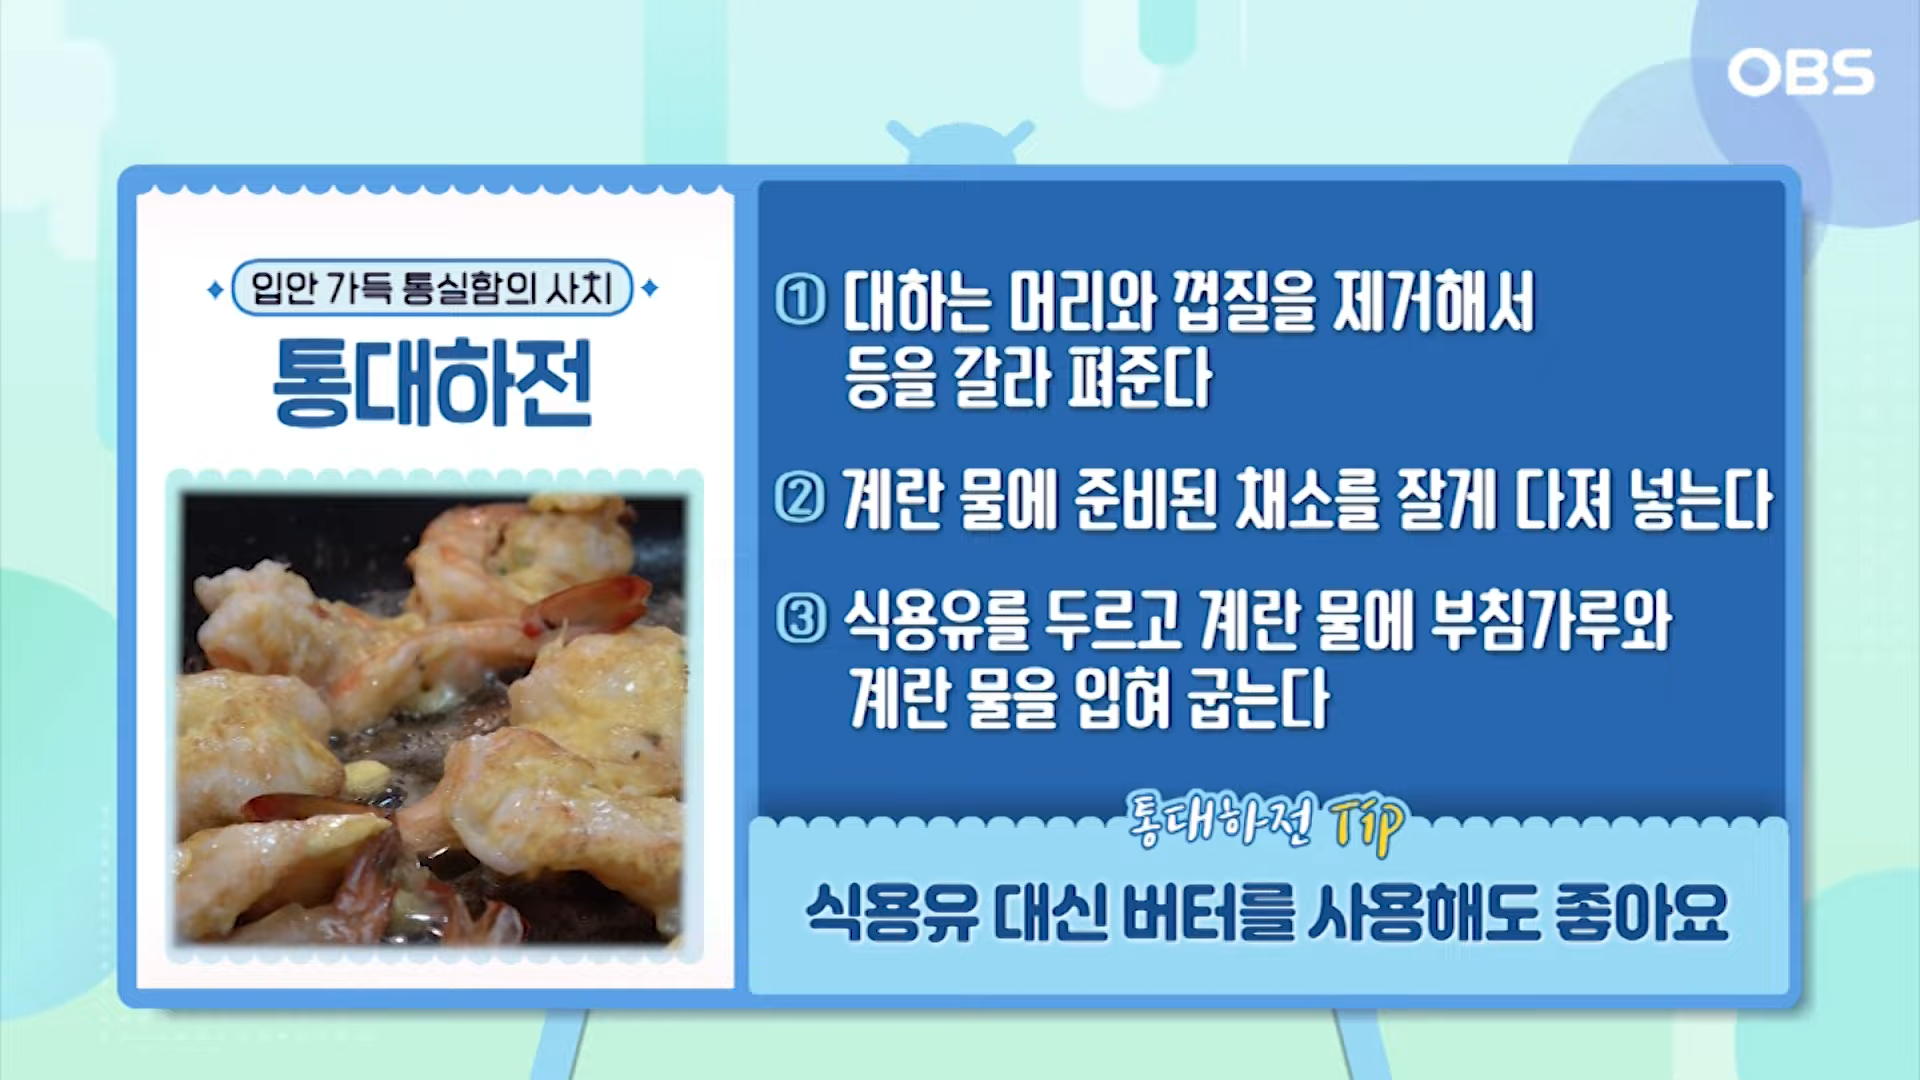 OBS
입안 가득 통실함의 사치
통대하전
① 대하는 머리와 껍질을 제거해서
등을 갈라 펴준다
② 계란 물에 준비된 채소를 잘게 다져 넣는다
③ 식용유를 두르고 계란 물에 부침가루와
계란 물을 입혀 굽는다
통대하전 Tip
식용유 대신 버터를 사용해도 좋아요